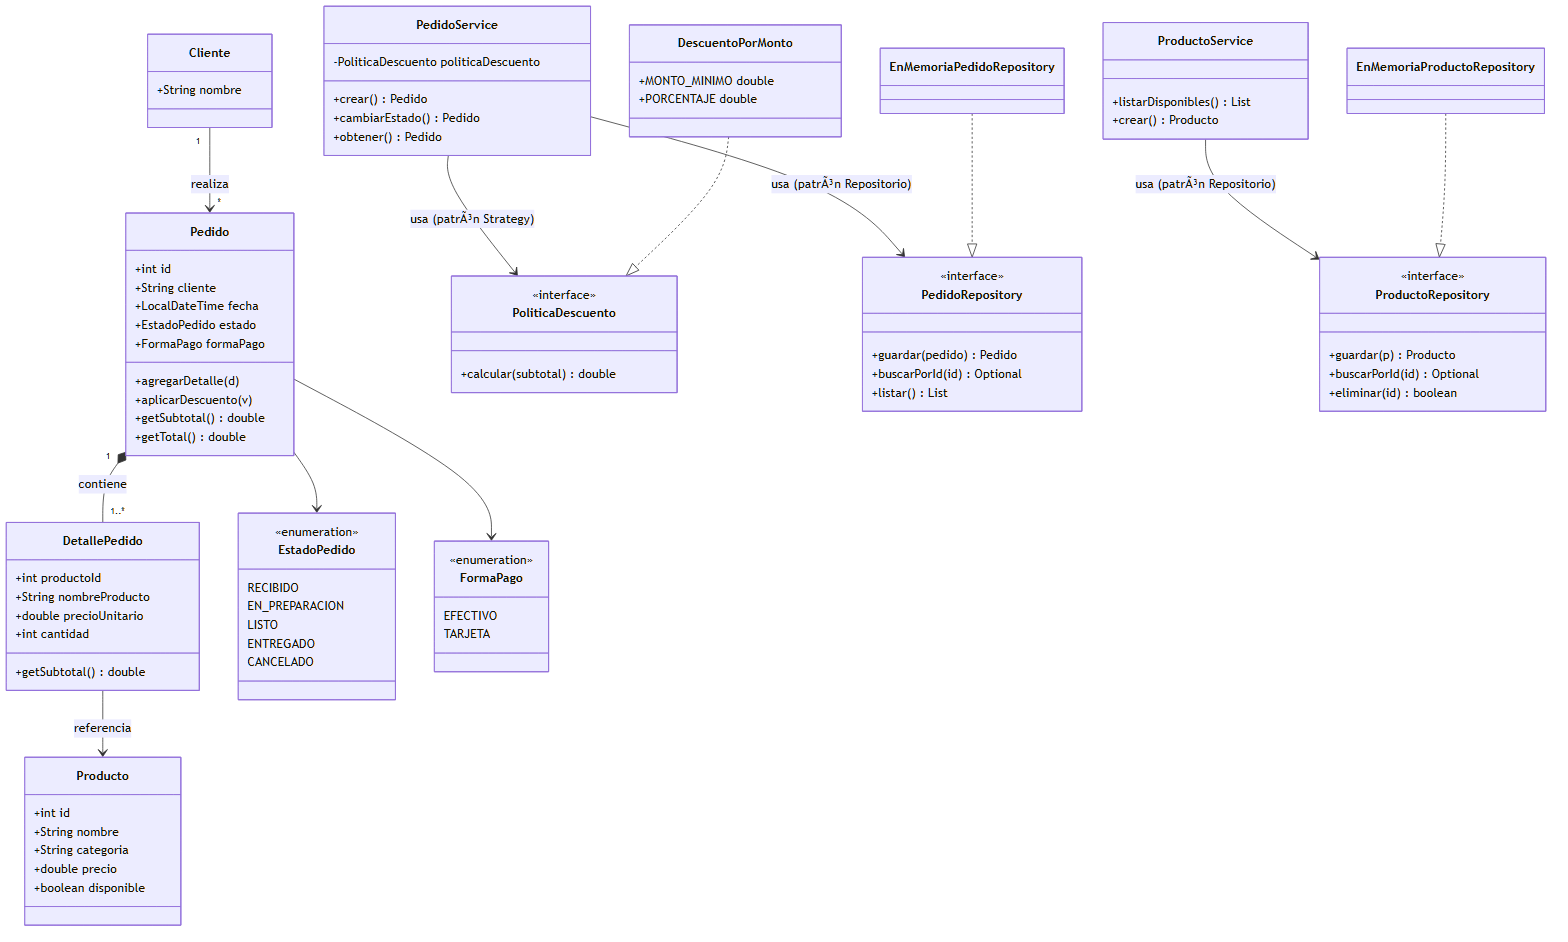 Cliente
+String nombre
1
realiza
*
PedidoService
-PoliticaDescuento politicaDescuento
+crear() : Pedido
+cambiarEstado() : Pedido
+obtener() : Pedido
DescuentoPorMonto
+MONTO_MINIMO double
+PORCENTAJE double
EnMemoriaPedidoRepository
ProductoService
+listarDisponibles() : List
+crear() : Producto
EnMemoriaProductoRepository
usa (patrÃ³n Strategy)
usa (patrÃ³n Repositorio)
usa (patrÃ³n Repositorio)
Pedido
+int id
+String cliente
+LocalDateTime fecha
+EstadoPedido estado
+FormaPago formaPago
+agregarDetalle(d)
+aplicarDescuento(v)
+getSubtotal() : double
+getTotal() : double
«interface»
PoliticaDescuento
+calcular(subtotal) : double
«interface»
PedidoRepository
+guardar(pedido) : Pedido
+buscarPorId(id) : Optional
+listar() : List
«interface»
ProductoRepository
+guardar(p) : Producto
+buscarPorId(id) : Optional
+eliminar(id) : boolean
1
contiene
1..*
DetallePedido
+int productoId
+String nombreProducto
+double precioUnitario
+int cantidad
+getSubtotal() : double
«enumeration»
EstadoPedido
RECIBIDO
EN_PREPARACION
LISTO
ENTREGADO
CANCELADO
«enumeration»
FormaPago
EFECTIVO
TARJETA
referencia
Producto
+int id
+String nombre
+String categoria
+double precio
+boolean disponible